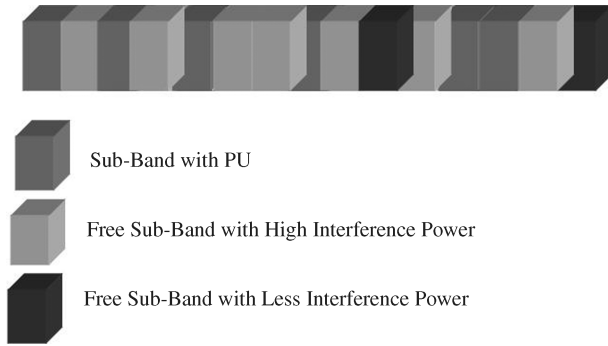 Sub-Band with PU
Free Sub-Band with High Interference Power
Free Sub-Band with Less Interference Power